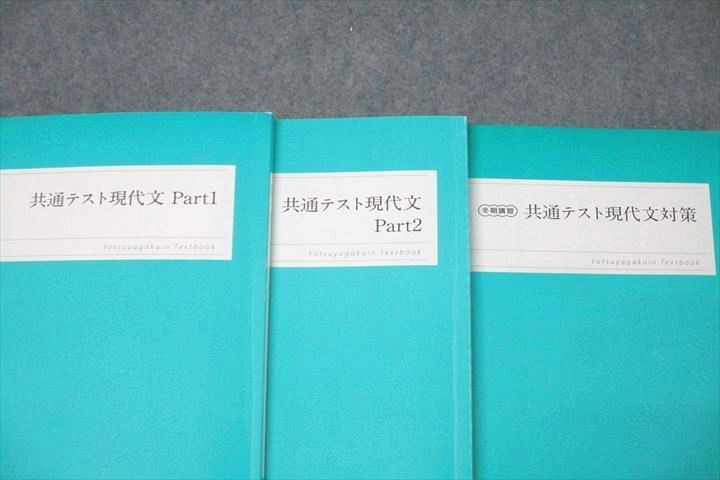 共通テスト現代文 Part1
Yotsuyagakuin Textbook
共通テスト現代文
Part2
Yotsuyagakuin Textbook
冬期講習 共通テスト現代文対策
Yotsuyagakuin Textbook